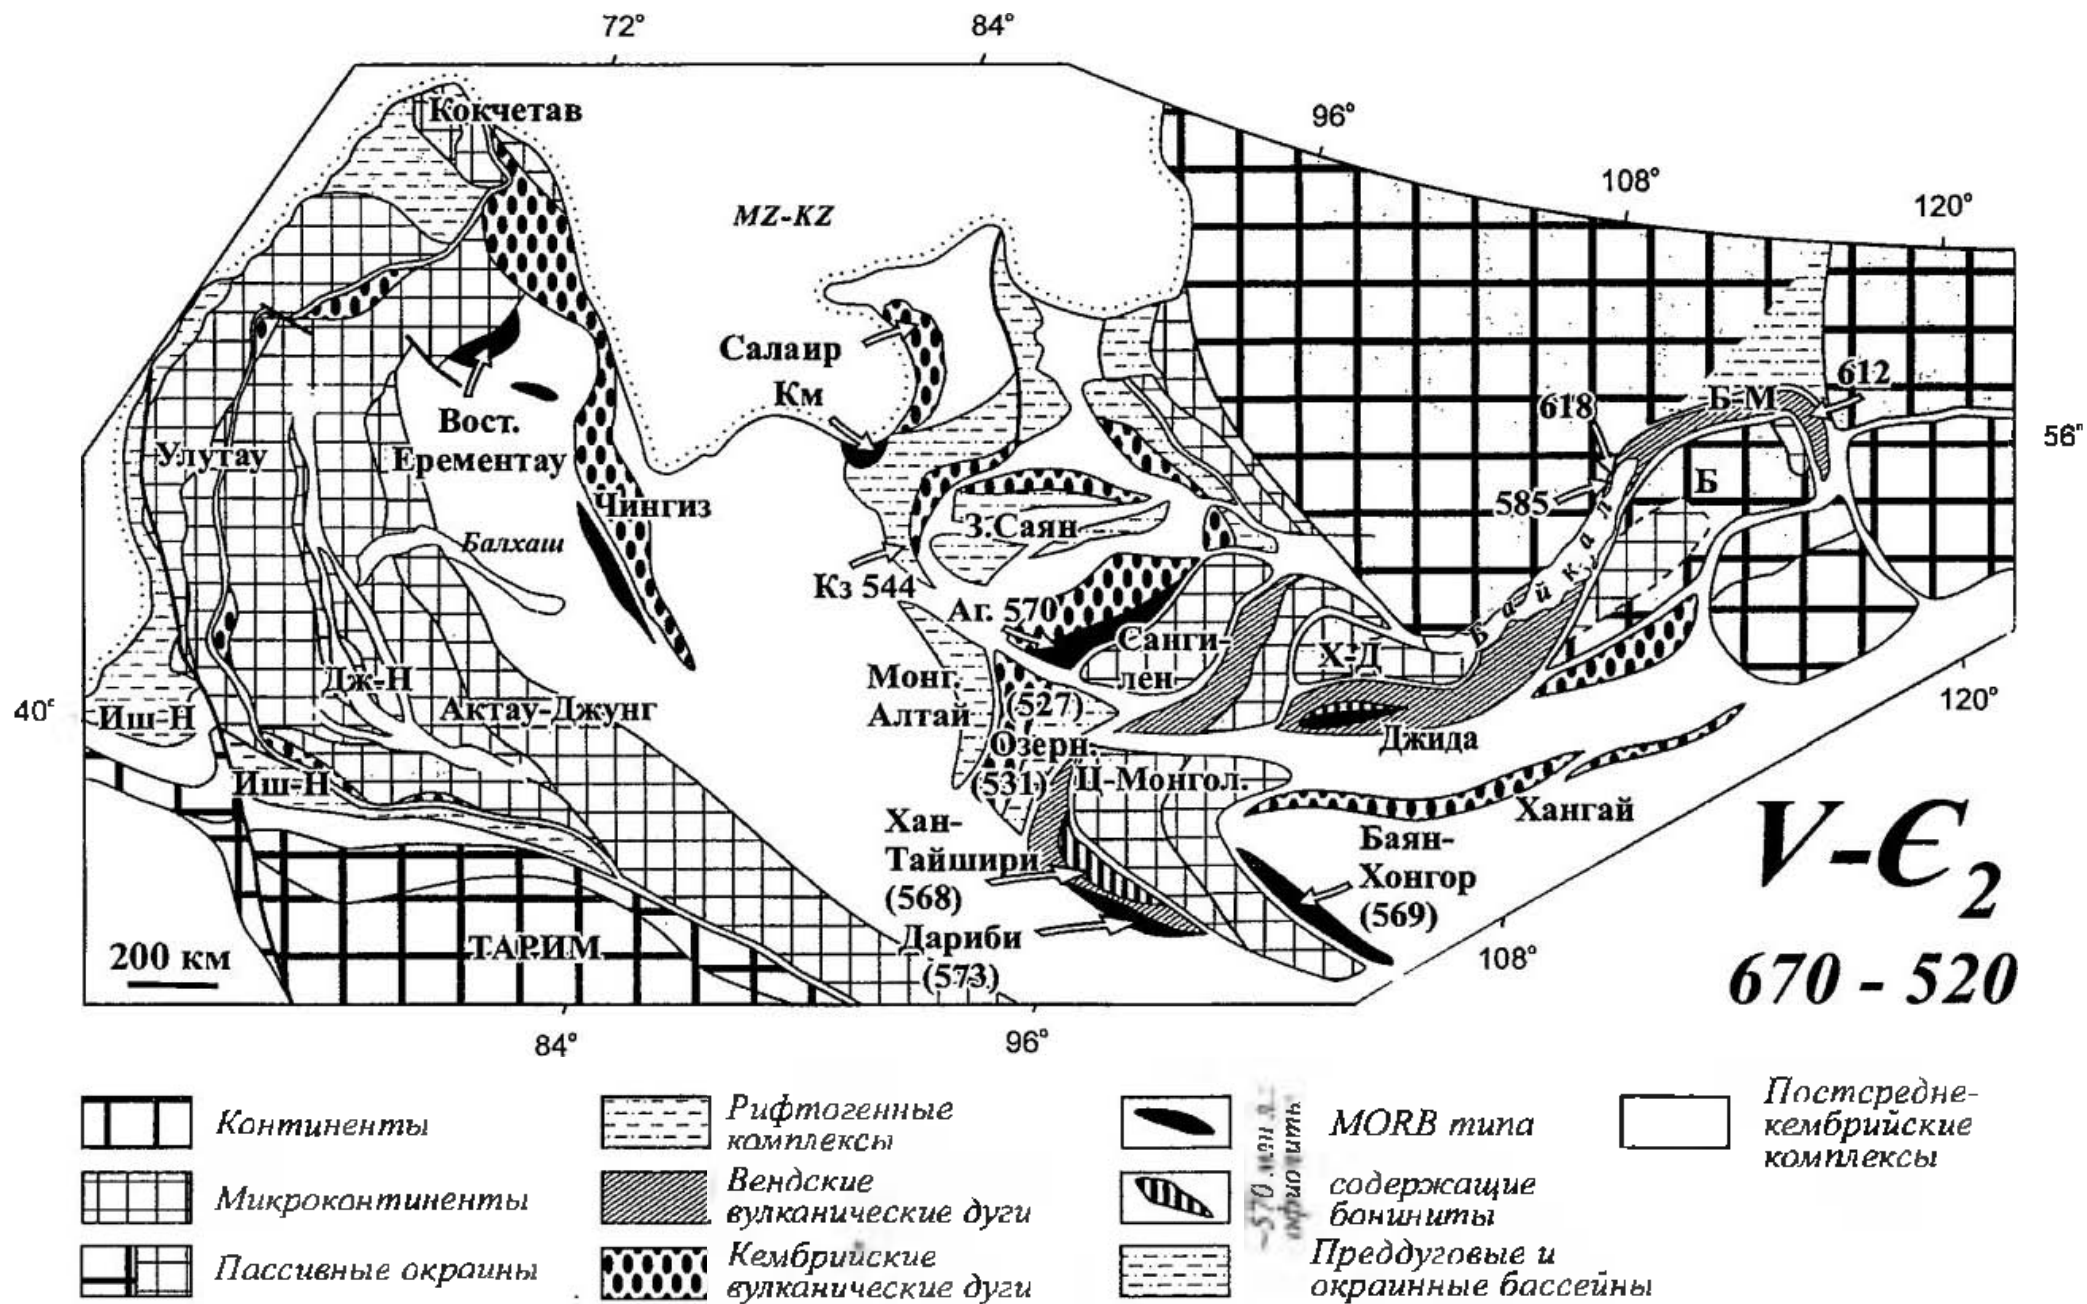 72°
84°
96°
108°
120°
Кокчетав
MZ-KZ
Салаир
Км
612
618
Б-М
56°
Вост.
Ерементау
Улутау
Чингиз
585
Б
З.Саян
Балхаш
Байкал
Кз 544
Аг. 570
Санги-
лен
Х-Д
Дж-Н
Монг.
Алтай
(527)
40°
Иш-Н
Актау-Джунг
120°
Озерн.
Джида
Иш-Н
(531)
Ц-Монгол.
Хангай
Хан-
Тайшири
(568)
Баян-
Хонгор
(569)
V-Є2
Дариби
(573)
ТАРИМ
200 км
108°
670 - 520
84°
96°
Континенты
Микроконтиненты
Пассивные окраины
Рифтогенные
комплексы
Вендские
вулканические дуги
Кембрийские
вулканические дуги
~570 млн л.
MORB типа
содержащие
бониниты
Преддуговые и
окраинные бассейны
Постсредне-
кембрийские
комплексы